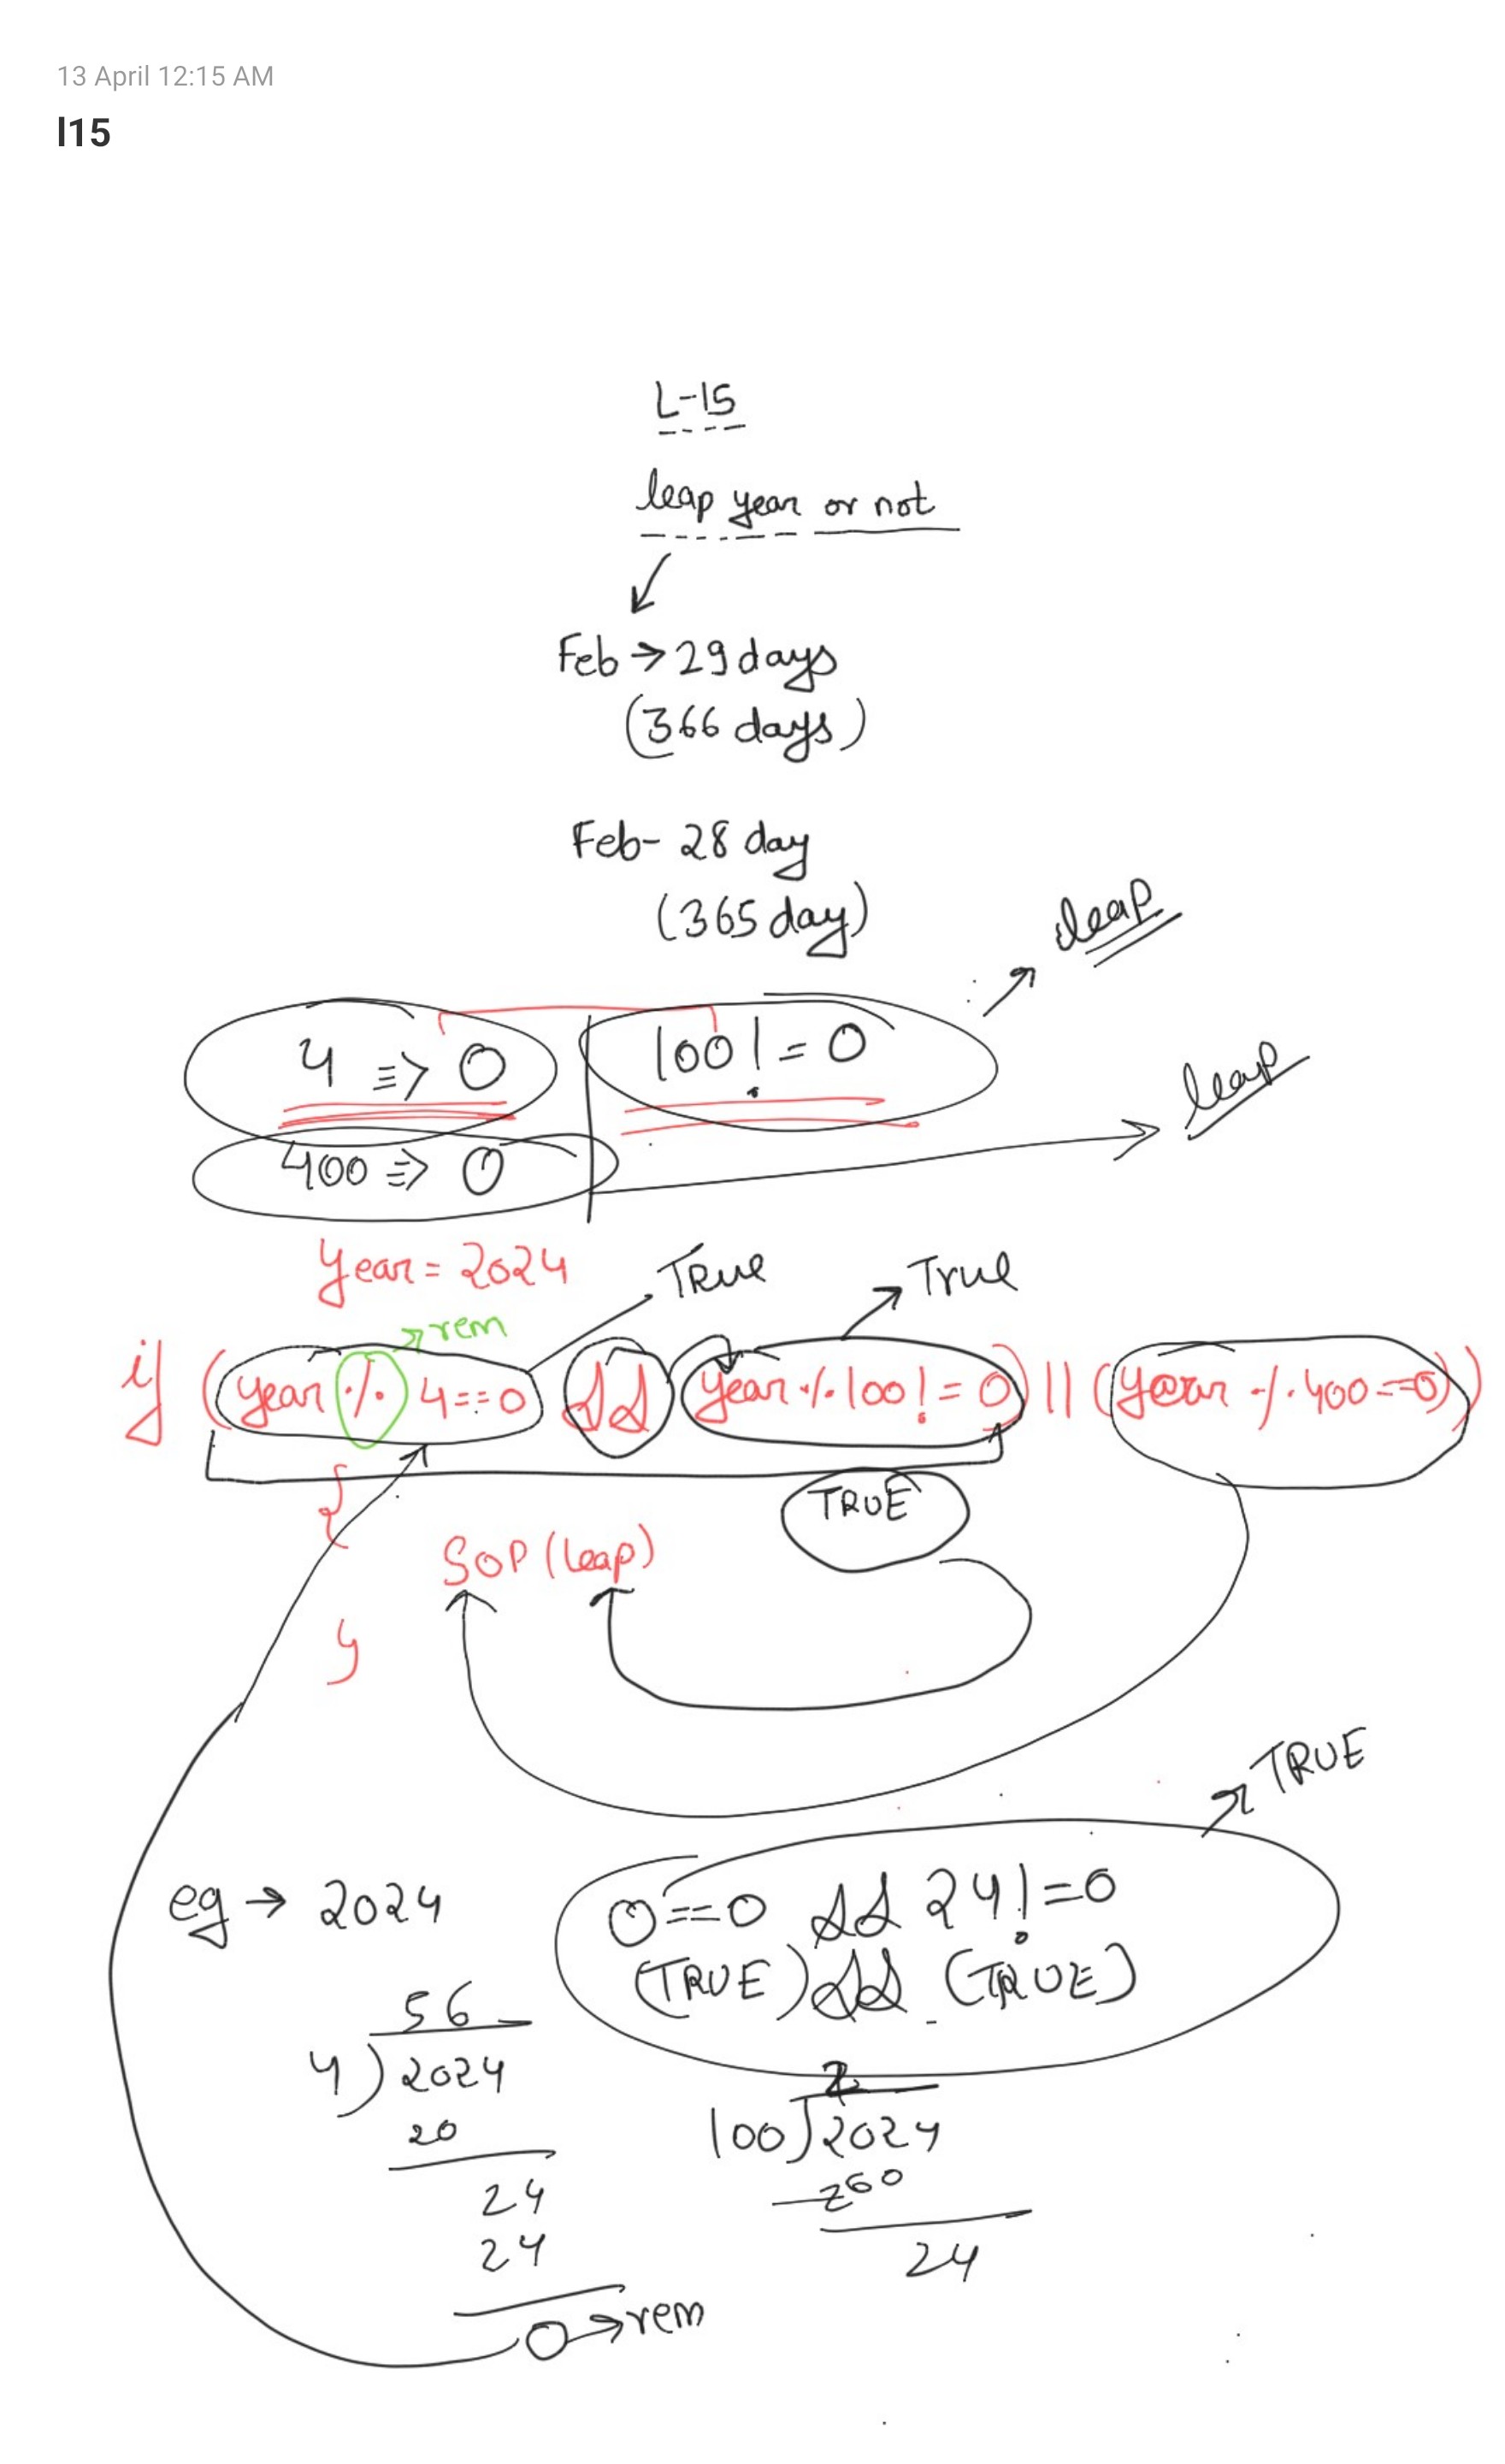 13 April 12:15 AM
l15
L-15
leap year or not
Feb → 29 days
(366 days)
Feb- 28 day
(365 day)
leap
4 => 0 | 100 != 0
leap
400 => 0
year = 2024
True
True
rem
if (year % 4==0 && year % 100 != 0) || (year % 400==0))
{
TRUE
SOP (leap)
}
TRUE
eg → 2024
0==0 && 24!=0
(TRUE) && (TRUE)
56
4)2024
20
24
24
0 → rem
2
100)2024
200
24